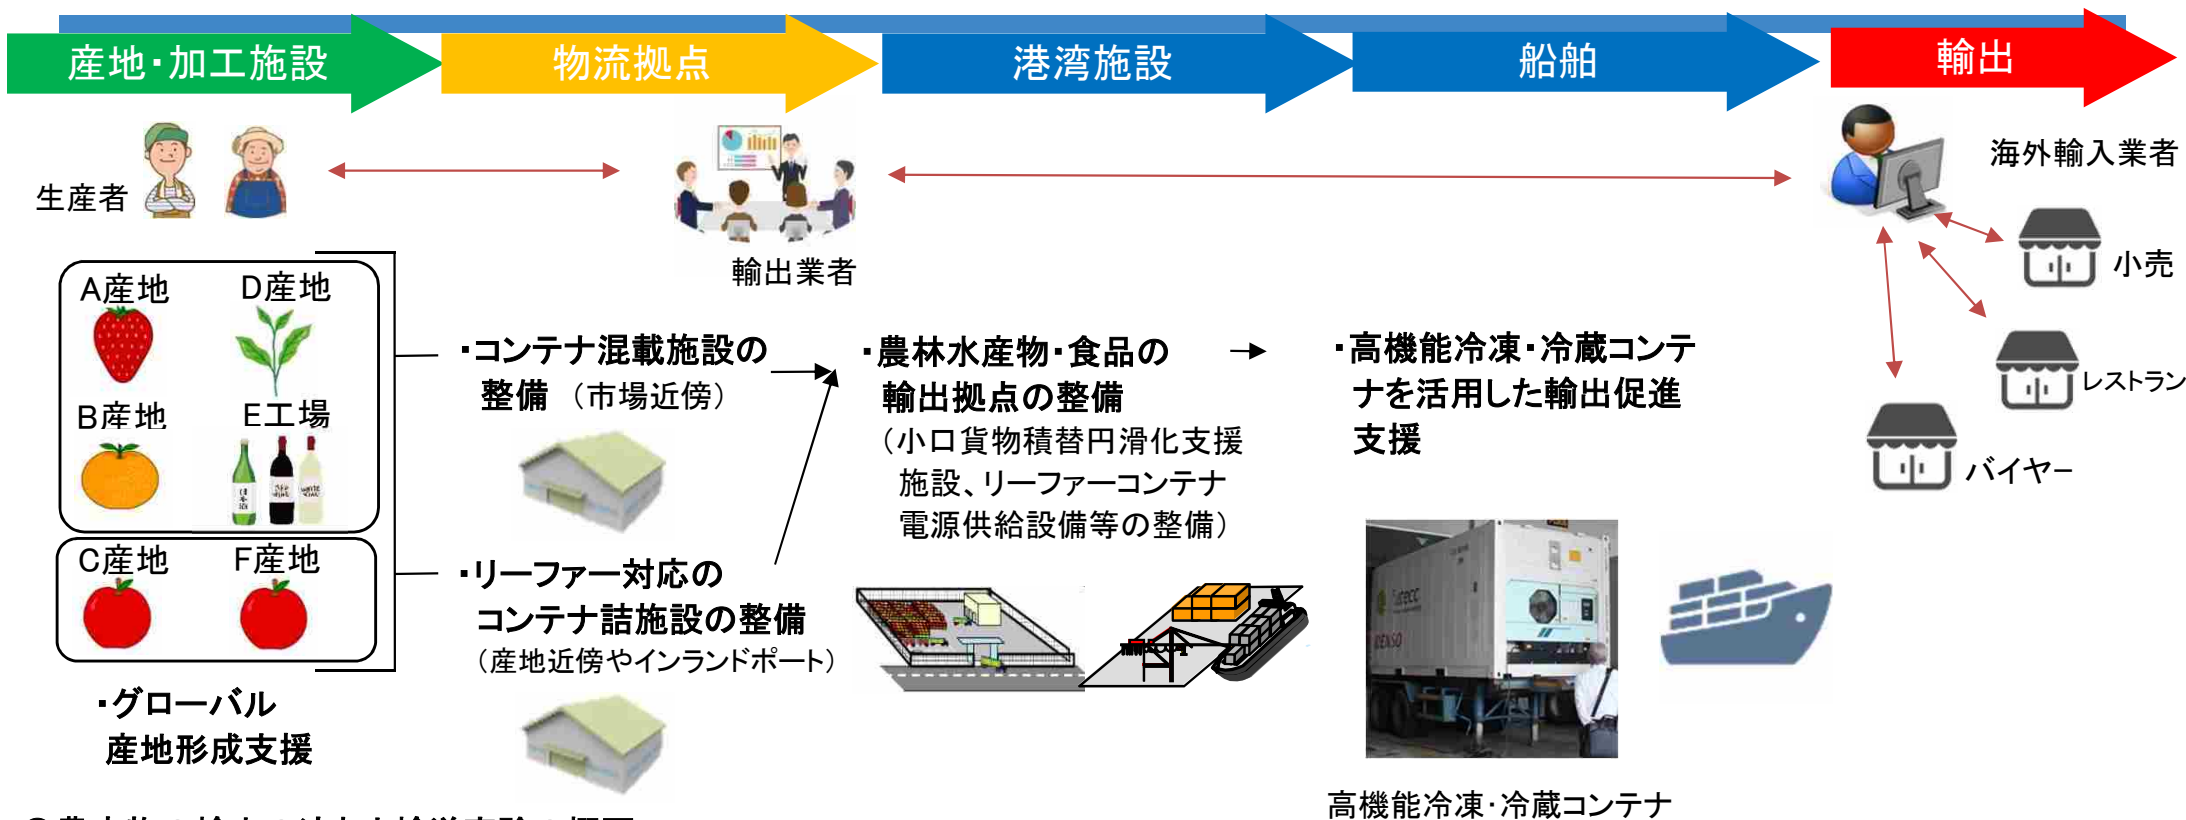 産地・加工施設
物流拠点
港湾施設
船舶
輸出
生産者
輸出業者
海外輸入業者
小売
レストラン
バイヤー
A産地
D産地
B産地
E工場
C産地
F産地
・グローバル
産地形成支援
・コンテナ混載施設の
整備（市場近傍）
・リーファー対応の
コンテナ詰施設の整備
（産地近傍やインランドポート）
・農林水産物・食品の
輸出拠点の整備
（小口貨物積替円滑化支援
施設、リーファーコンテナ
電源供給設備等の整備）
・高機能冷凍・冷蔵コンテ
ナを活用した輸出促進
支援
DENSO
高機能冷凍・冷蔵コンテナ